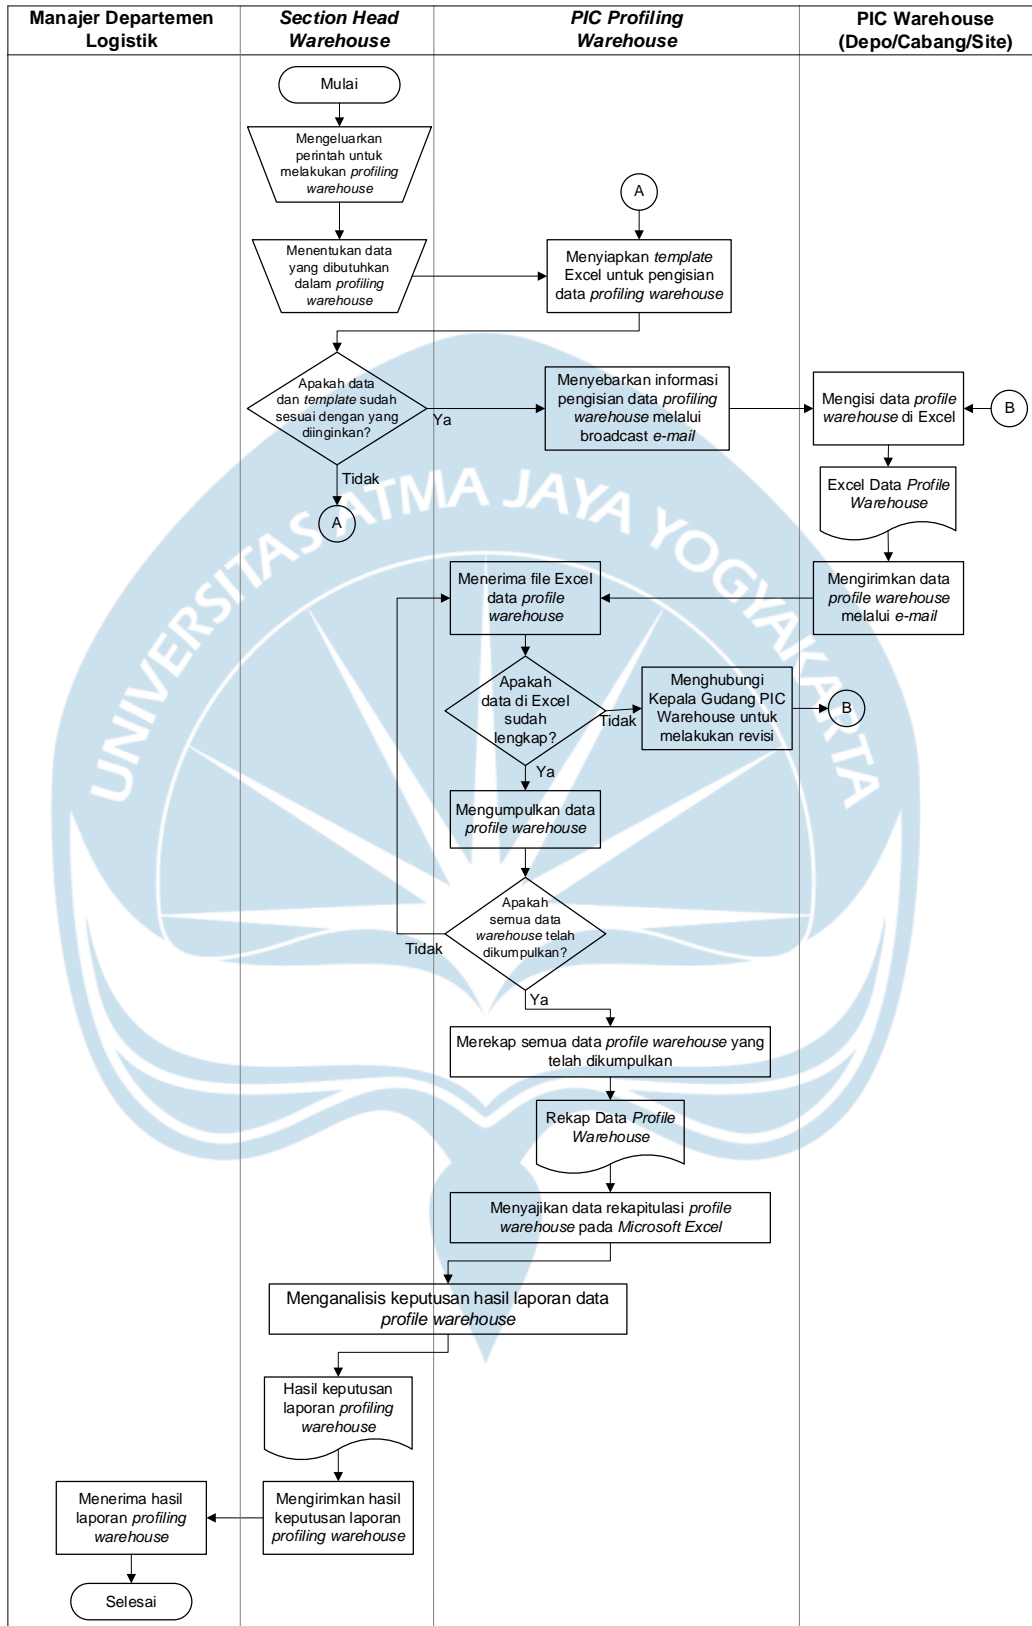 Manajer Departemen
Logistik
Section Head
Warehouse
PIC Profiling
Warehouse
PIC Warehouse
(Depo/Cabang/Site)
Mulai
Mengeluarkan
perintah untuk
melakukan profiling
warehouse
A
Menentukan data
yang dibutuhkan
dalam profiling
warehouse
Menyiapkan template
Excel untuk pengisian
data profiling warehouse
Apakah data
dan template sudah
sesuai dengan yang
diinginkan?
Ya
Tidak
A
Menyebarkan informasi
pengisian data profiling
warehouse melalui
broadcast e-mail
Mengisi data profile
warehouse di Excel
B
Excel Data Profile
Warehouse
Mengirimkan data
profile warehouse
melalui e-mail
Menerima file Excel
data profile
warehouse
Apakah
data di Excel
sudah
lengkap?
Tidak
Ya
Menghubungi
Kepala Gudang PIC
Warehouse untuk
melakukan revisi
B
Mengumpulkan data
profile warehouse
Apakah
semua data
warehouse telah
dikumpulkan?
Tidak
Ya
Merekap semua data profile warehouse yang
telah dikumpulkan
Rekap Data Profile
Warehouse
Menyajikan data rekapitulasi profile
warehouse pada Microsoft Excel
Menganalisis keputusan hasil laporan data
profile warehouse
Hasil keputusan
laporan profiling
warehouse
Mengirimkan hasil
keputusan laporan
profiling warehouse
Menerima hasil
laporan profiling
warehouse
Selesai
UNIVERSITAS ATMA JAYA YOGYAKARTA